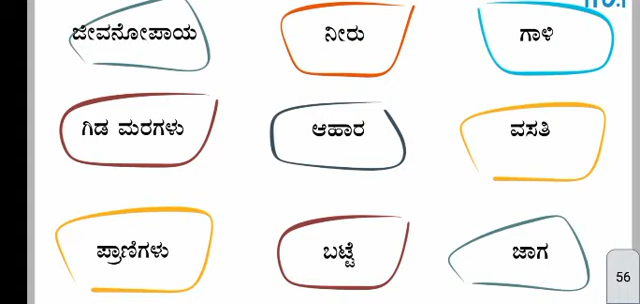 ಜೀವನೋಪಾಯ ನೀರು ಗಾಳಿ
ಗಿಡ ಮರಗಳು ಆಹಾರ ವಸತಿ
ಪ್ರಾಣಿಗಳು ಬಟ್ಟೆ ಜಾಗ
56